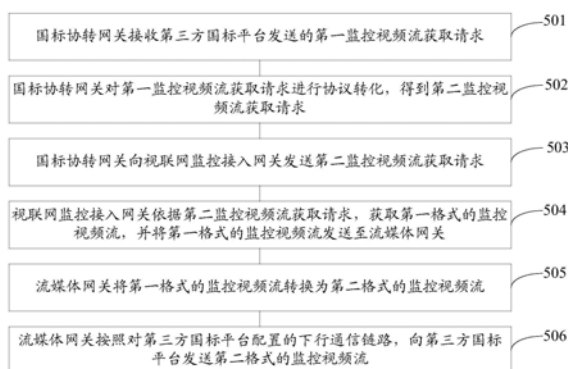 国标协转网关接收第三方国标平台发送的第一监控视频流获取请求
501
国标协转网关对第一监控视频流获取请求进行协议转化，得到第二监控视
频流获取请求
502
国标协转网关向视联网监控接入网关发送第二监控视频流获取请求
503
视联网监控接入网关依据第二监控视频流获取请求，获取第一格式的监控
视频流，并将第一格式的监控视频流发送至流媒体网关
504
流媒体网关将第一格式的监控视频流转换为第二格式的监控视频流
505
流媒体网关按照对第三方国标平台配置的下行通信链路，向第三方国标
平台发送第二格式的监控视频流
506